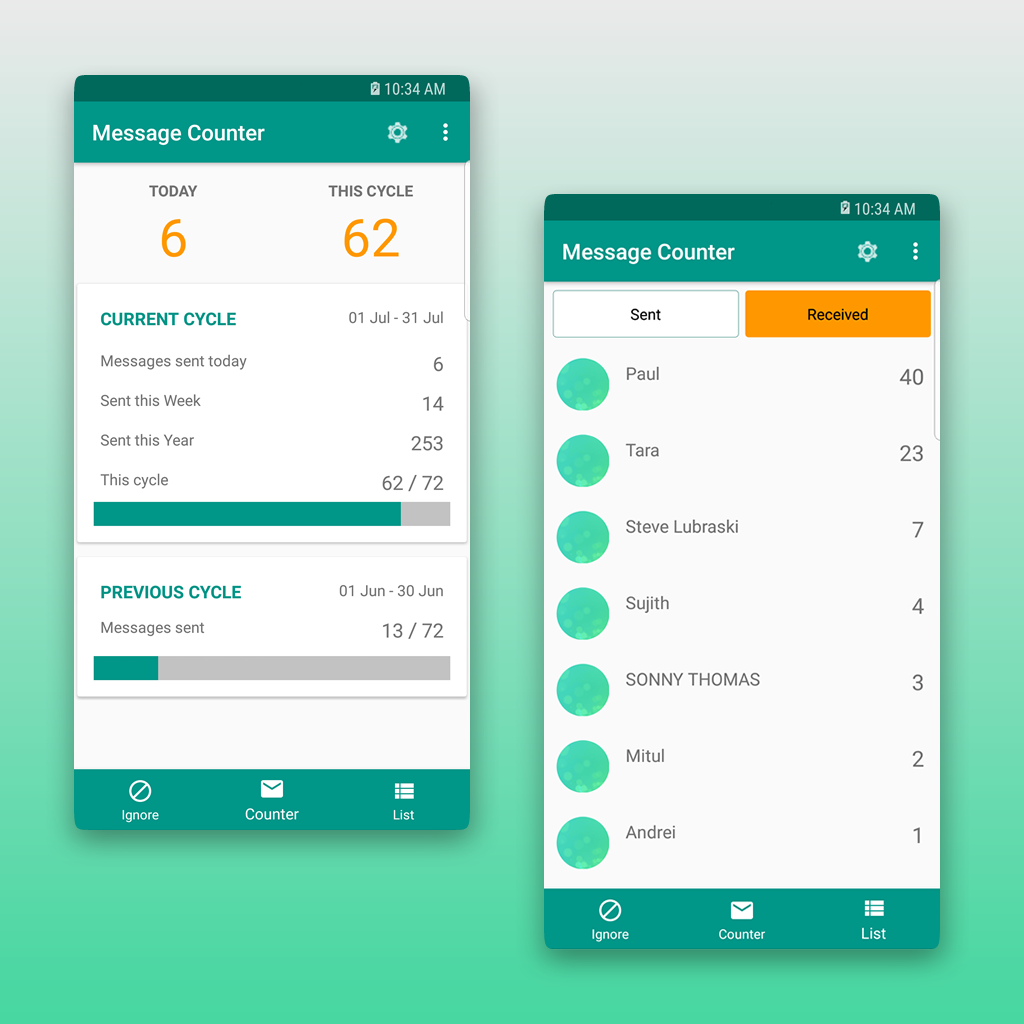 10:34 AM
Message Counter
TODAY THIS CYCLE
6 62
CURRENT CYCLE 01 Jul - 31 Jul
Messages sent today 6
Sent this Week 14
Sent this Year 253
This cycle 62 / 72
PREVIOUS CYCLE 01 Jun - 30 Jun
Messages sent 13 / 72
Ignore Counter List
10:34 AM
Message Counter
Sent Received
Paul 40
Tara 23
Steve Lubraski 7
Sujith 4
SONNY THOMAS 3
Mitul 2
Andrei 1
Ignore Counter List